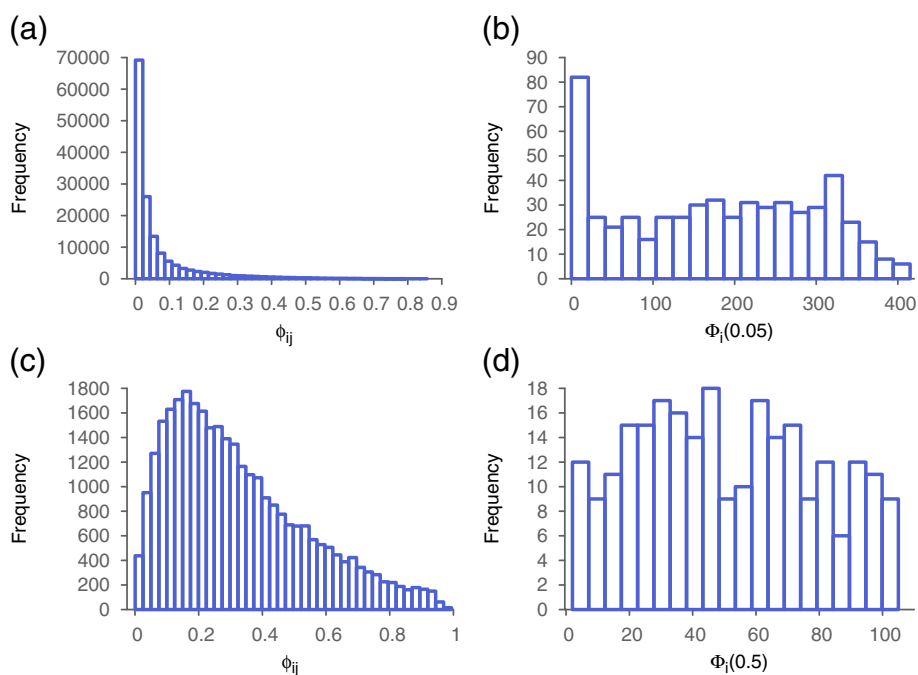 (a)
70000
60000
50000
40000
30000
20000
10000
0
Frequency
0 0.1 0.2 0.3 0.4 0.5 0.6 0.7 0.8 0.9
ϕij
(b)
90
80
70
60
50
40
30
20
10
0
Frequency
0 100 200 300 400
Φi(0.05)
(c)
1800
1600
1400
1200
1000
800
600
400
200
0
Frequency
0 0.2 0.4 0.6 0.8 1
ϕij
(d)
18
16
14
12
10
8
6
4
2
0
Frequency
0 20 40 60 80 100
Φi(0.5)